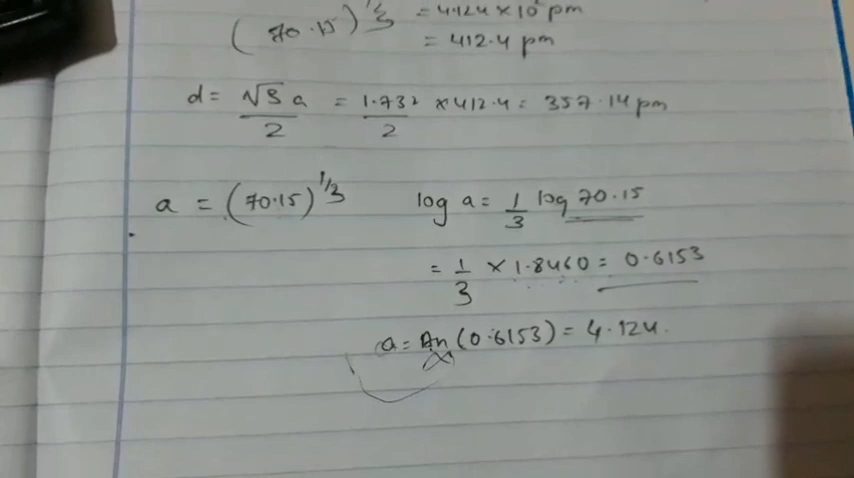 (70.15)^1/3 = 4.124 × 10² pm
= 412.4 pm
d = √3 a / 2 = 1.732 / 2 × 412.4 = 357.14 pm
a = (70.15)^1/3 log a = 1/3 log 70.15
= 1/3 × 1.8460 = 0.6153
a = An (0.6153) = 4.124.